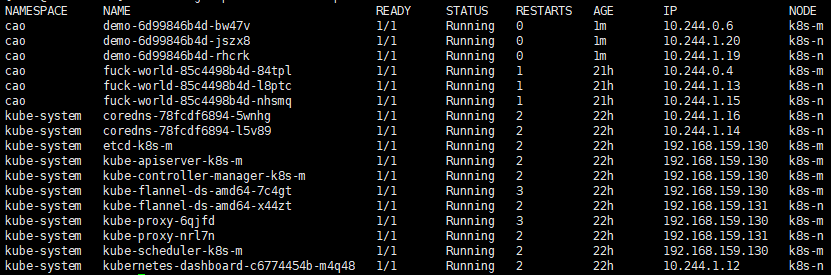 NAMESPACE NAME READY STATUS RESTARTS AGE IP NODE
cao demo-6d99846b4d-bw47v 1/1 Running 0 1m 10.244.0.6 k8s-m
cao demo-6d99846b4d-jszx8 1/1 Running 0 1m 10.244.1.20 k8s-n
cao demo-6d99846b4d-rhcrk 1/1 Running 0 1m 10.244.1.19 k8s-n
cao fuck-world-85c4498b4d-84tpl 1/1 Running 1 21h 10.244.0.4 k8s-m
cao fuck-world-85c4498b4d-l8ptc 1/1 Running 1 21h 10.244.1.13 k8s-n
cao fuck-world-85c4498b4d-nhsmq 1/1 Running 1 21h 10.244.1.15 k8s-n
kube-system coredns-78fcdf6894-5wnhg 1/1 Running 2 22h 10.244.1.16 k8s-n
kube-system coredns-78fcdf6894-l5v89 1/1 Running 2 22h 10.244.1.14 k8s-n
kube-system etcd-k8s-m 1/1 Running 2 22h 192.168.159.130 k8s-m
kube-system kube-apiserver-k8s-m 1/1 Running 2 22h 192.168.159.130 k8s-m
kube-system kube-controller-manager-k8s-m 1/1 Running 2 22h 192.168.159.130 k8s-m
kube-system kube-flannel-ds-amd64-7c4gt 1/1 Running 3 22h 192.168.159.130 k8s-m
kube-system kube-flannel-ds-amd64-x44zt 1/1 Running 2 22h 192.168.159.131 k8s-n
kube-system kube-proxy-6qjfd 1/1 Running 3 22h 192.168.159.130 k8s-m
kube-system kube-proxy-nrl7n 1/1 Running 2 22h 192.168.159.131 k8s-n
kube-system kube-scheduler-k8s-m 1/1 Running 2 22h 192.168.159.130 k8s-m
kube-system kubernetes-dashboard-c6774454b-m4q48 1/1 Running 2 22h 10.244.1.12 k8s-n